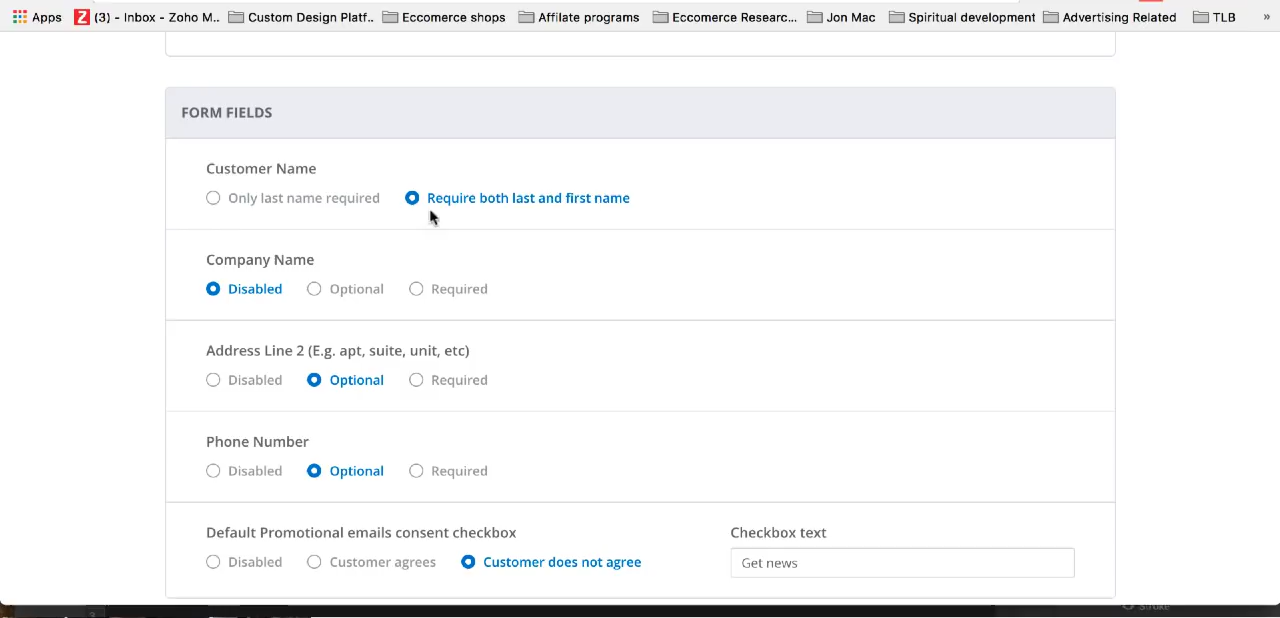 Apps Z (3) - Inbox - Zoho M.. Custom Design Platf.. Eccomerce shops Affilate programs Eccomerce Researc... Jon Mac Spiritual development Advertising Related TLB »
FORM FIELDS
Customer Name
Only last name required Require both last and first name
Company Name
Disabled Optional Required
Address Line 2 (E.g. apt, suite, unit, etc)
Disabled Optional Required
Phone Number
Disabled Optional Required
Default Promotional emails consent checkbox Checkbox text
Disabled Customer agrees Customer does not agree Get news
Stroke